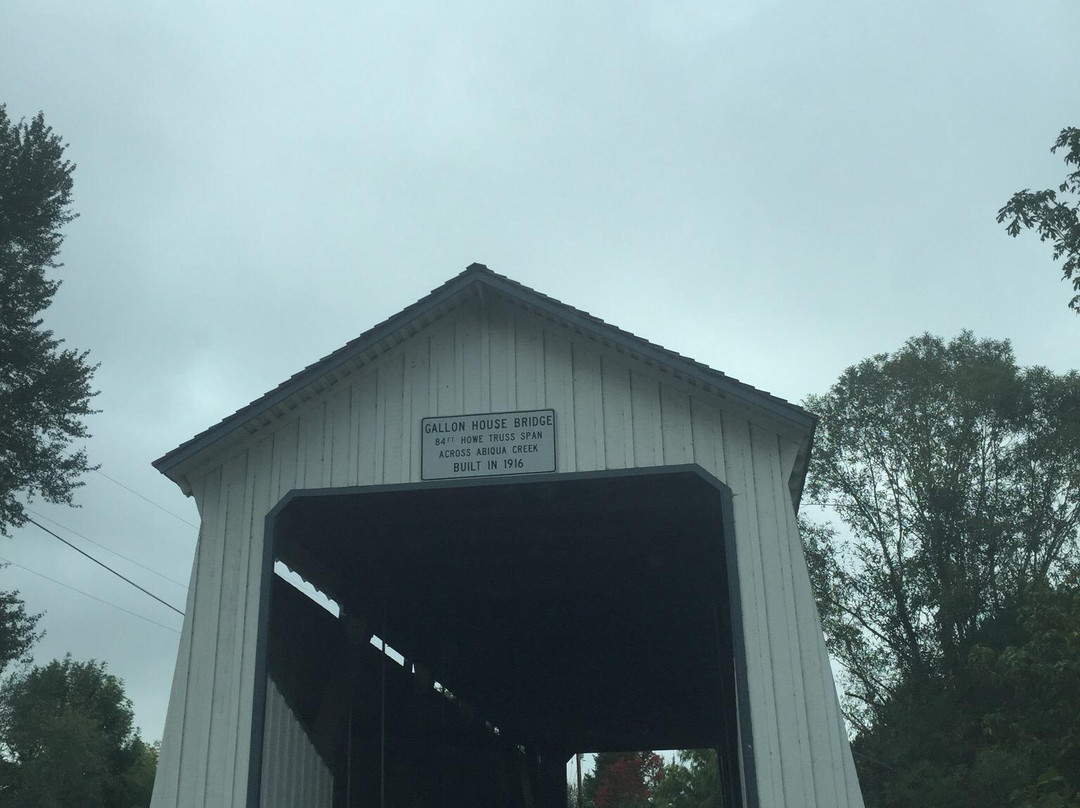 GALLON HOUSE BRIDGE
84FT HOWE TRUSS SPAN
ACROSS ABIQUA CREEK
BUILT IN 1916